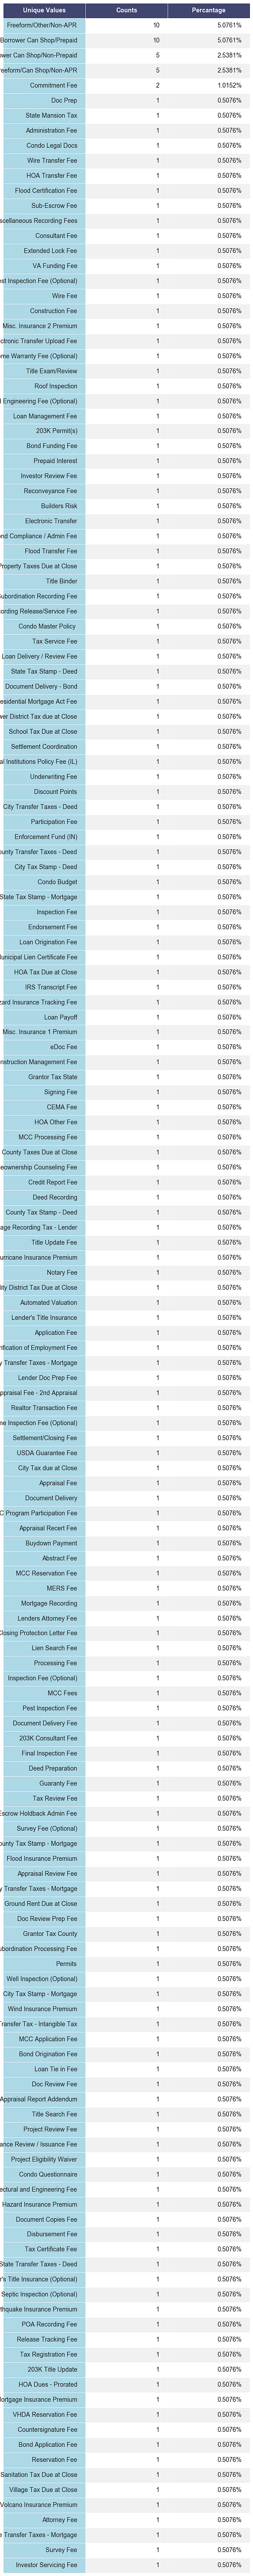 Unique Values Counts Percantage
Freeform/Other/Non-APR 10 5.0761%
Borrower Can Shop/Prepaid 10 5.0761%
wer Can Shop/Non-Prepaid 5 2.5381%
reeform/Can Shop/Non-APR 5 2.5381%
Commitment Fee 2 1.0152%
Doc Prep 1 0.5076%
State Mansion Tax 1 0.5076%
Administration Fee 1 0.5076%
Condo Legal Docs 1 0.5076%
Wire Transfer Fee 1 0.5076%
HOA Transfer Fee 1 0.5076%
Flood Certification Fee 1 0.5076%
Sub-Escrow Fee 1 0.5076%
scellaneous Recording Fees 1 0.5076%
Consultant Fee 1 0.5076%
Extended Lock Fee 1 0.5076%
VA Funding Fee 1 0.5076%
est Inspection Fee (Optional) 1 0.5076%
Wire Fee 1 0.5076%
Construction Fee 1 0.5076%
Misc. Insurance 2 Premium 1 0.5076%
ctronic Transfer Upload Fee 1 0.5076%
me Warranty Fee (Optional) 1 0.5076%
Title Exam/Review 1 0.5076%
Roof Inspection 1 0.5076%
l Engineering Fee (Optional) 1 0.5076%
Loan Management Fee 1 0.5076%
203K Permit(s) 1 0.5076%
Bond Funding Fee 1 0.5076%
Prepaid Interest 1 0.5076%
Investor Review Fee 1 0.5076%
Reconveyance Fee 1 0.5076%
Builders Risk 1 0.5076%
Electronic Transfer 1 0.5076%
nd Compliance / Admin Fee 1 0.5076%
Flood Transfer Fee 1 0.5076%
Property Taxes Due at Close 1 0.5076%
Title Binder 1 0.5076%
Subordination Recording Fee 1 0.5076%
cording Release/Service Fee 1 0.5076%
Condo Master Policy 1 0.5076%
Tax Service Fee 1 0.5076%
Loan Delivery / Review Fee 1 0.5076%
State Tax Stamp - Deed 1 0.5076%
Document Delivery - Bond 1 0.5076%
esidential Mortgage Act Fee 1 0.5076%
wer District Tax due at Close 1 0.5076%
School Tax Due at Close 1 0.5076%
Settlement Coordination 1 0.5076%
al Institutions Policy Fee (IL) 1 0.5076%
Underwriting Fee 1 0.5076%
Discount Points 1 0.5076%
City Transfer Taxes - Deed 1 0.5076%
Participation Fee 1 0.5076%
Enforcement Fund (IN) 1 0.5076%
ounty Transfer Taxes - Deed 1 0.5076%
City Tax Stamp - Deed 1 0.5076%
Condo Budget 1 0.5076%
State Tax Stamp - Mortgage 1 0.5076%
Inspection Fee 1 0.5076%
Endorsement Fee 1 0.5076%
Loan Origination Fee 1 0.5076%
unicipal Lien Certificate Fee 1 0.5076%
HOA Tax Due at Close 1 0.5076%
IRS Transcript Fee 1 0.5076%
zard Insurance Tracking Fee 1 0.5076%
Loan Payoff 1 0.5076%
Misc. Insurance 1 Premium 1 0.5076%
eDoc Fee 1 0.5076%
nstruction Management Fee 1 0.5076%
Grantor Tax State 1 0.5076%
Signing Fee 1 0.5076%
CEMA Fee 1 0.5076%
HOA Other Fee 1 0.5076%
MCC Processing Fee 1 0.5076%
County Taxes Due at Close 1 0.5076%
eownership Counseling Fee 1 0.5076%
Credit Report Fee 1 0.5076%
Deed Recording 1 0.5076%
County Tax Stamp - Deed 1 0.5076%
age Recording Tax - Lender 1 0.5076%
Title Update Fee 1 0.5076%
urricane Insurance Premium 1 0.5076%
Notary Fee 1 0.5076%
lity District Tax Due at Close 1 0.5076%
Automated Valuation 1 0.5076%
Lender's Title Insurance 1 0.5076%
Application Fee 1 0.5076%
rification of Employment Fee 1 0.5076%
y Transfer Taxes - Mortgage 1 0.5076%
Lender Doc Prep Fee 1 0.5076%
ppraisal Fee - 2nd Appraisal 1 0.5076%
Realtor Transaction Fee 1 0.5076%
me Inspection Fee (Optional) 1 0.5076%
Settlement/Closing Fee 1 0.5076%
USDA Guarantee Fee 1 0.5076%
City Tax due at Close 1 0.5076%
Appraisal Fee 1 0.5076%
Document Delivery 1 0.5076%
C Program Participation Fee 1 0.5076%
Appraisal Recert Fee 1 0.5076%
Buydown Payment 1 0.5076%
Abstract Fee 1 0.5076%
MCC Reservation Fee 1 0.5076%
MERS Fee 1 0.5076%
Mortgage Recording 1 0.5076%
Lenders Attorney Fee 1 0.5076%
Closing Protection Letter Fee 1 0.5076%
Lien Search Fee 1 0.5076%
Processing Fee 1 0.5076%
Inspection Fee (Optional) 1 0.5076%
MCC Fees 1 0.5076%
Pest Inspection Fee 1 0.5076%
Document Delivery Fee 1 0.5076%
203K Consultant Fee 1 0.5076%
Final Inspection Fee 1 0.5076%
Deed Preparation 1 0.5076%
Guaranty Fee 1 0.5076%
Tax Review Fee 1 0.5076%
Escrow Holdback Admin Fee 1 0.5076%
Survey Fee (Optional) 1 0.5076%
ounty Tax Stamp - Mortgage 1 0.5076%
Flood Insurance Premium 1 0.5076%
Appraisal Review Fee 1 0.5076%
y Transfer Taxes - Mortgage 1 0.5076%
Ground Rent Due at Close 1 0.5076%
Doc Review Prep Fee 1 0.5076%
Grantor Tax County 1 0.5076%
ubordination Processing Fee 1 0.5076%
Permits 1 0.5076%
Well Inspection (Optional) 1 0.5076%
City Tax Stamp - Mortgage 1 0.5076%
Wind Insurance Premium 1 0.5076%
Transfer Tax - Intangible Tax 1 0.5076%
MCC Application Fee 1 0.5076%
Bond Origination Fee 1 0.5076%
Loan Tie in Fee 1 0.5076%
Doc Review Fee 1 0.5076%
Appraisal Report Addendum 1 0.5076%
Title Search Fee 1 0.5076%
Project Review Fee 1 0.5076%
ance Review / Issuance Fee 1 0.5076%
Project Eligibility Waiver 1 0.5076%
Condo Questionnaire 1 0.5076%
ectural and Engineering Fee 1 0.5076%
Hazard Insurance Premium 1 0.5076%
Document Copies Fee 1 0.5076%
Disbursement Fee 1 0.5076%
Tax Certificate Fee 1 0.5076%
State Transfer Taxes - Deed 1 0.5076%
r's Title Insurance (Optional) 1 0.5076%
Septic Inspection (Optional) 1 0.5076%
thquake Insurance Premium 1 0.5076%
POA Recording Fee 1 0.5076%
Release Tracking Fee 1 0.5076%
Tax Registration Fee 1 0.5076%
203K Title Update 1 0.5076%
HOA Dues - Prorated 1 0.5076%
Mortgage Insurance Premium 1 0.5076%
VHDA Reservation Fee 1 0.5076%
Countersignature Fee 1 0.5076%
Bond Application Fee 1 0.5076%
Reservation Fee 1 0.5076%
Sanitation Tax Due at Close 1 0.5076%
Village Tax Due at Close 1 0.5076%
Volcano Insurance Premium 1 0.5076%
Attorney Fee 1 0.5076%
e Transfer Taxes - Mortgage 1 0.5076%
Survey Fee 1 0.5076%
Investor Servicing Fee 1 0.5076%